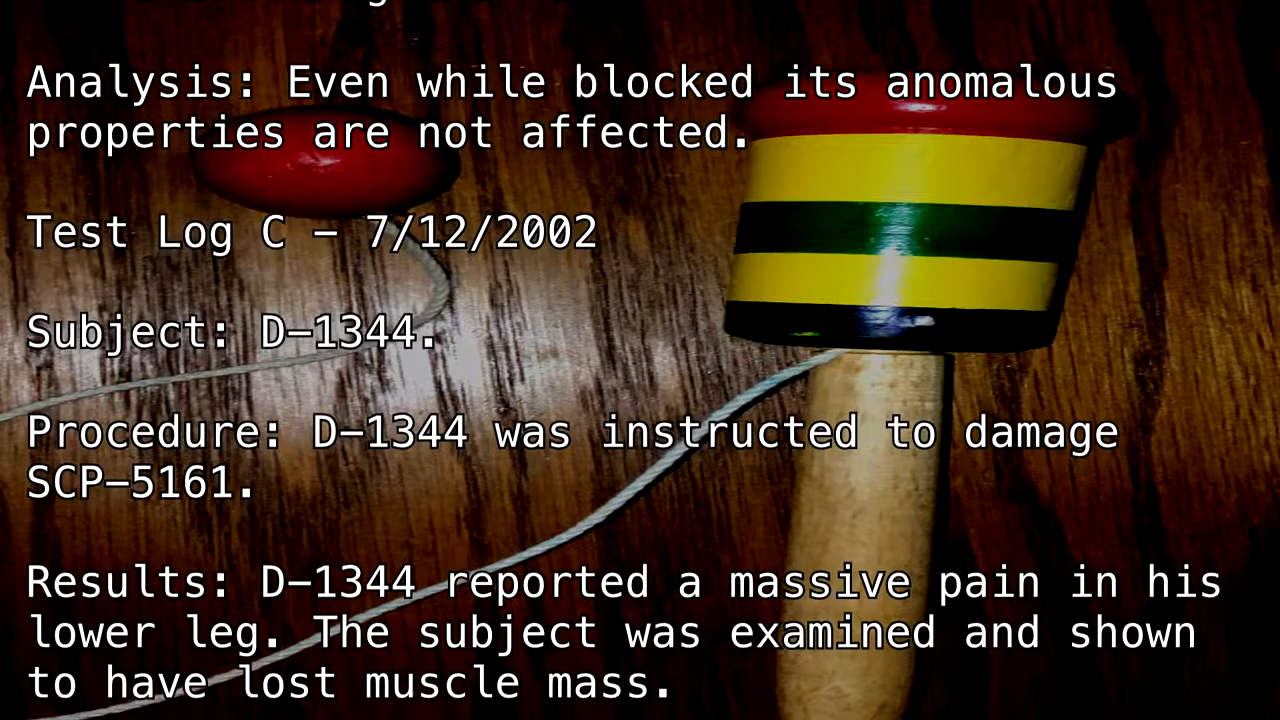 Analysis: Even while blocked its anomalous
properties are not affected.
Test Log C – 7/12/2002
Subject: D–1344.
Procedure: D–1344 was instructed to damage
SCP–5161.
Results: D–1344 reported a massive pain in his
lower leg. The subject was examined and shown
to have lost muscle mass.